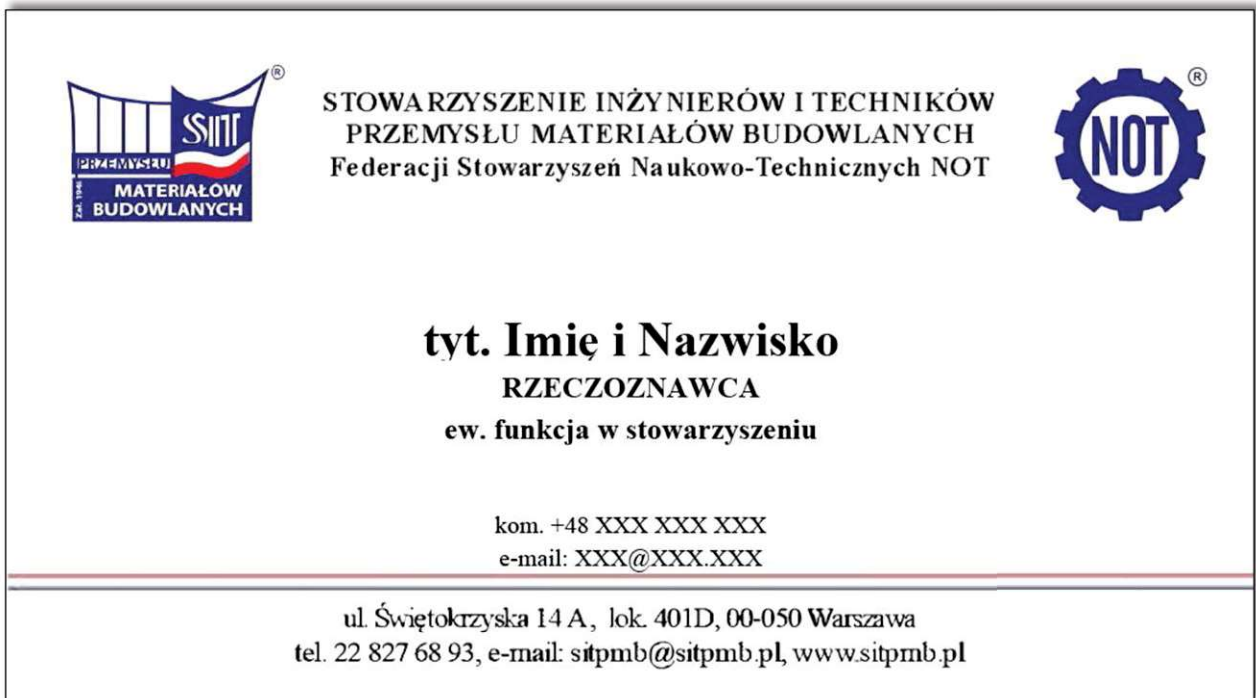 SIIT
PRZEMYSŁU
MATERIAŁÓW
BUDOWLANYCH
Zał. 1946
®
STOWARZYSZENIE INŻYNIERÓW I TECHNIKÓW
PRZEMYSŁU MATERIAŁÓW BUDOWLANYCH
Federacji Stowarzyszeń Naukowo-Technicznych NOT
NOT
®
tyt. Imię i Nazwisko
RZECZOZNAWCA
ew. funkcja w stowarzyszeniu
kom. +48 XXX XXX XXX
e-mail: XXX@XXX.XXX
ul. Świętokrzyska 14 A, lok. 401D, 00-050 Warszawa
tel. 22 827 68 93, e-mail: sitpmb@sitpmb.pl, www.sitpmb.pl